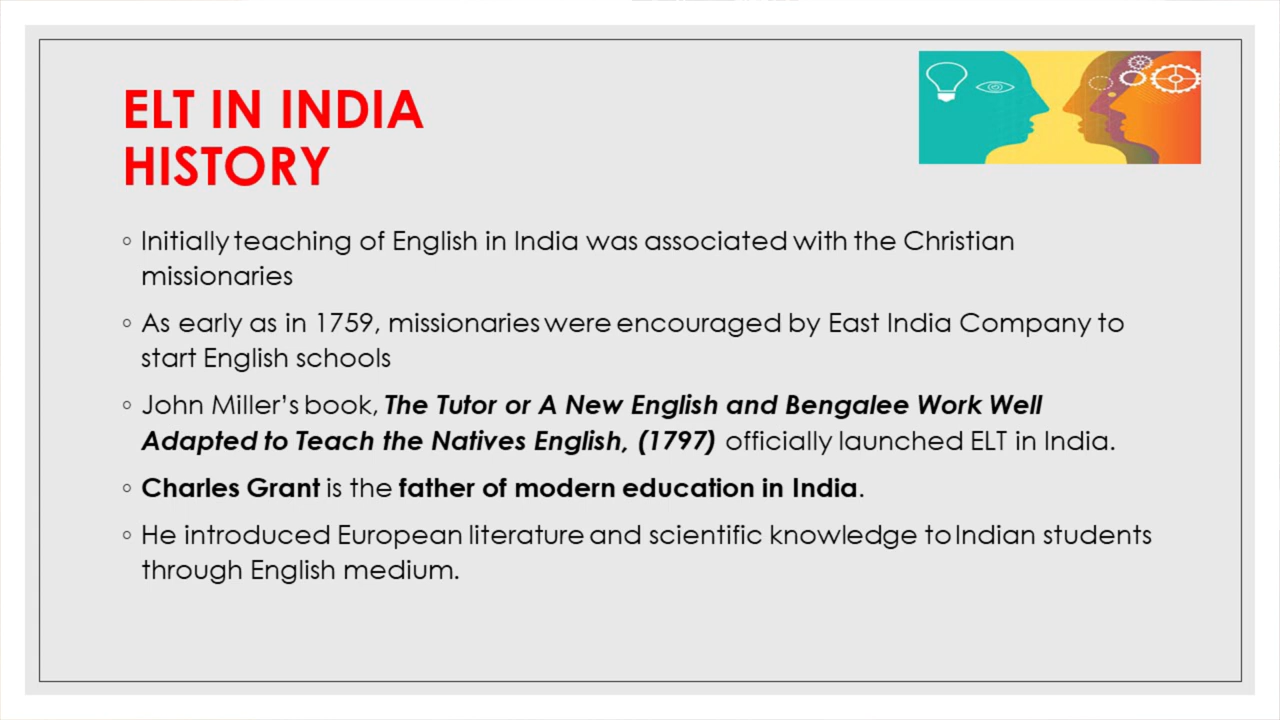 ELT IN INDIA
HISTORY
◦ Initially teaching of English in India was associated with the Christian
missionaries
◦ As early as in 1759, missionaries were encouraged by East India Company to
start English schools
◦ John Miller’s book, The Tutor or A New English and Bengalee Work Well
Adapted to Teach the Natives English, (1797) officially launched ELT in India.
◦ Charles Grant is the father of modern education in India.
◦ He introduced European literature and scientific knowledge to Indian students
through English medium.